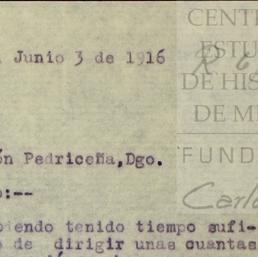 Junio 3 de 1916
ón Pedriceña,Dgo.
o:--
iendo tenido tiempo sufi-
o de dirigir unas cuantas
CENT
ESTU
DE HIS
DE M
FUND
Carlo